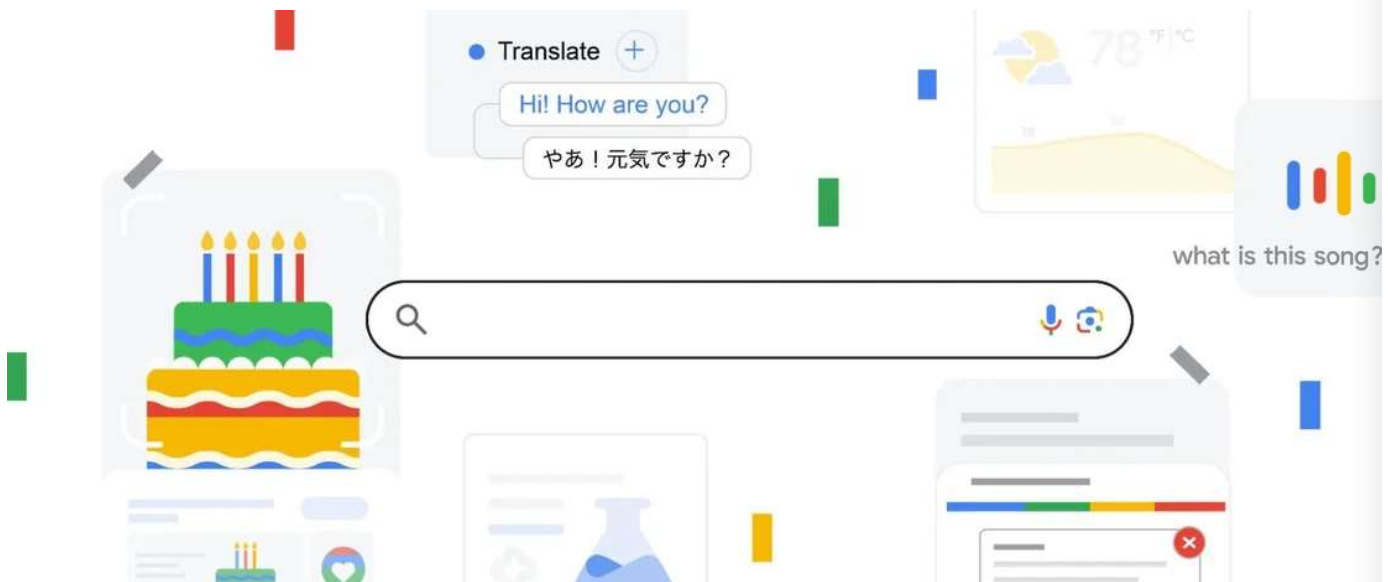 Translate
Hi! How are you?
やあ！元気ですか？
78 °F | °C
what is this song?